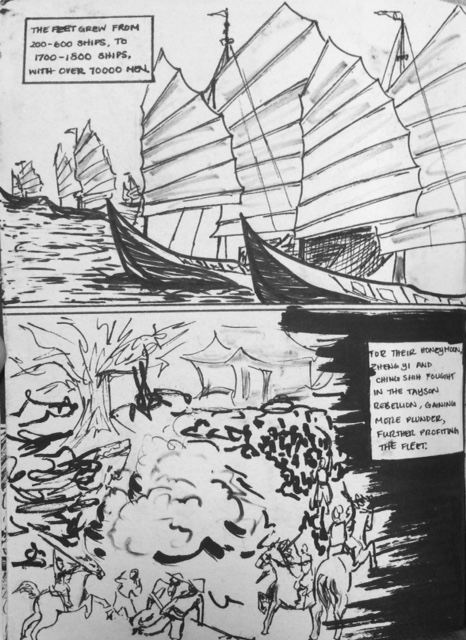 THE FEET GREW FROM
200-600 SHIPS, TO
1700-1800 SHIPS,
WITH OVER 70000 MEN.
FOR THEIR HONEYMOON,
ZHENG YI AND
CHING SHIH FOUGHT
IN THE TAYSON
REBELLION, GAINING
MORE PLUNDER,
FURTHER PROFITING
THE FLEET.